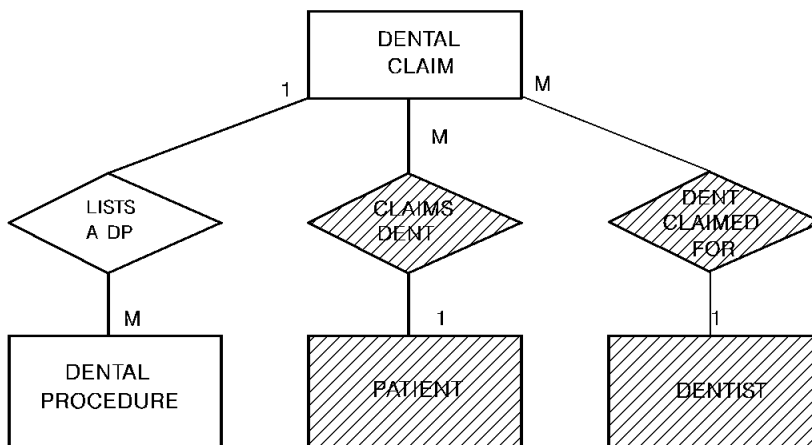 DENTAL
CLAIM
1
M
M
LISTS
A DP
CLAIMS
DENT
DENT
CLAIMED
FOR
M
1
1
DENTAL
PROCEDURE
PATIENT
DENTIST